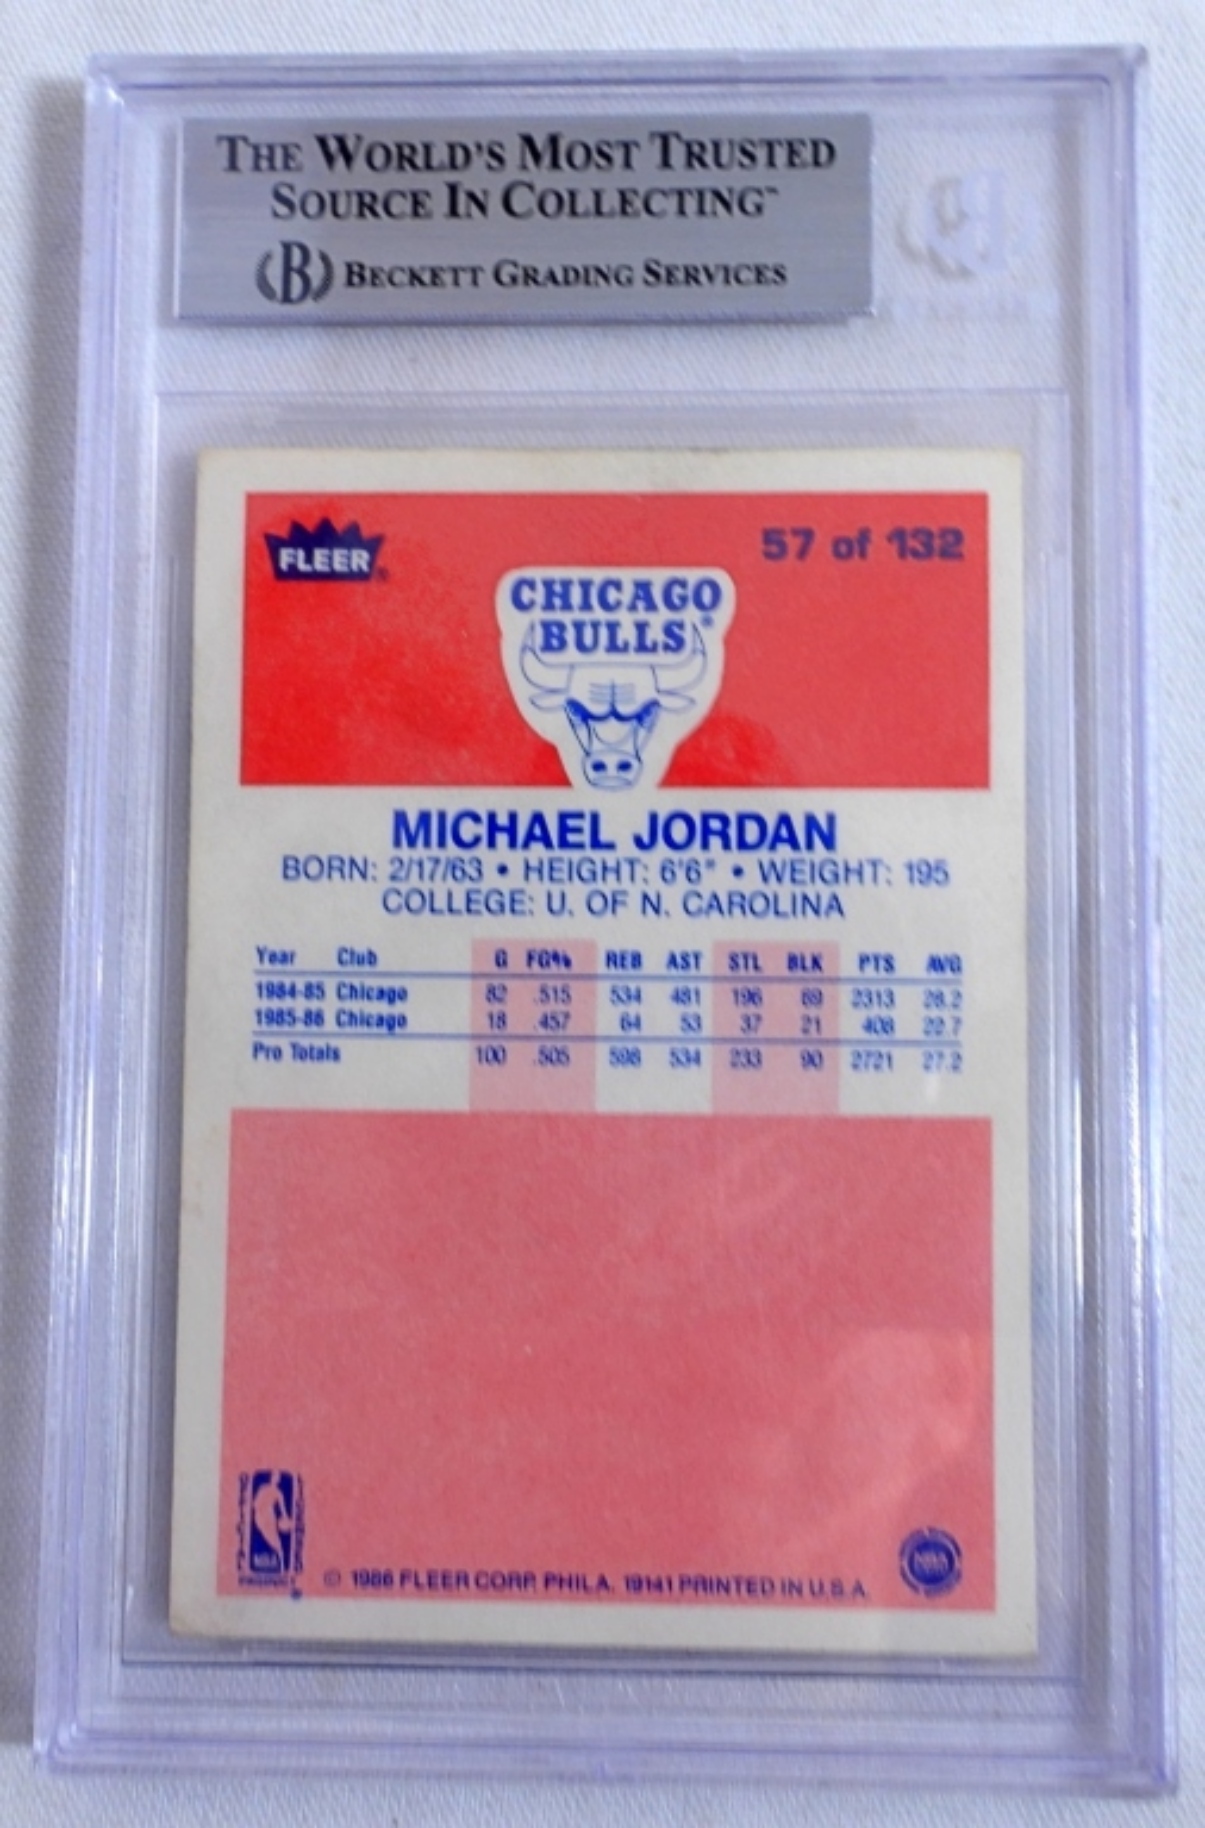 THE WORLD'S MOST TRUSTED
SOURCE IN COLLECTING™
B BECKETT GRADING SERVICES
FLEER®
57 of 132
CHICAGO
BULLS®
MICHAEL JORDAN
BORN: 2/17/63 • HEIGHT: 6'6" • WEIGHT: 195
COLLEGE: U. OF N. CAROLINA
Year Club G FG% REB AST STL BLK PTS AVG
1984-85 Chicago 82 .515 534 481 196 69 2313 28.2
1985-86 Chicago 18 .457 64 53 37 21 408 22.7
Pro Totals 100 .505 598 534 233 90 2721 27.2
NBA
© 1986 FLEER CORP. PHILA. 19141 PRINTED IN U.S.A.
NBA